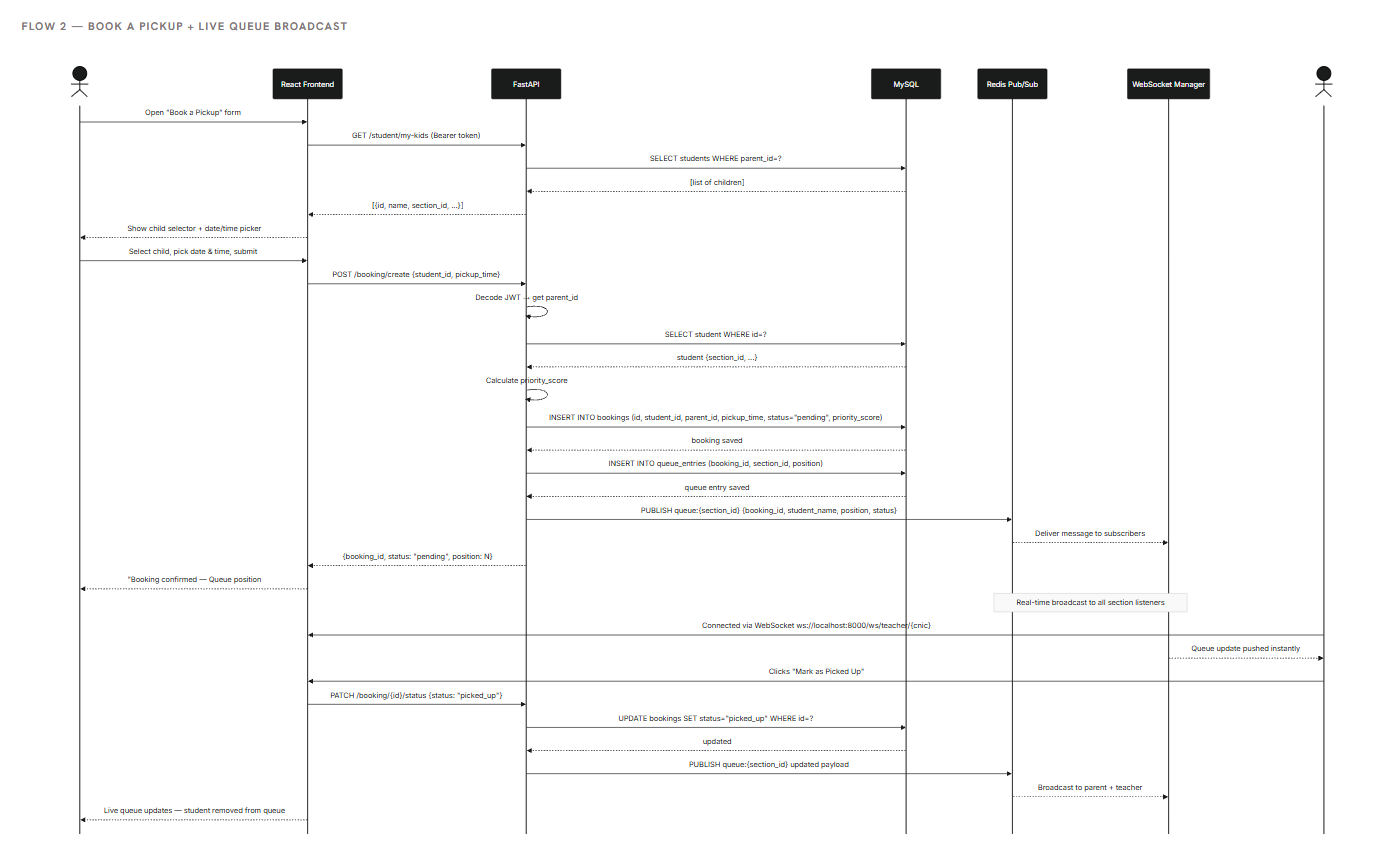 FLOW 2 — BOOK A PICKUP + LIVE QUEUE BROADCAST
React Frontend
FastAPI
MySQL
Redis Pub/Sub
WebSocket Manager
Open "Book a Pickup" form
GET /student/my-kids (Bearer token)
SELECT students WHERE parent_id=?
[list of children]
[{id, name, section_id, ...}]
Show child selector + date/time picker
Select child, pick date & time, submit
POST /booking/create {student_id, pickup_time}
Decode JWT → get parent_id
SELECT student WHERE id=?
student {section_id, ...}
Calculate priority_score
INSERT INTO bookings (id, student_id, parent_id, pickup_time, status="pending", priority_score)
booking saved
INSERT INTO queue_entries (booking_id, section_id, position)
queue entry saved
PUBLISH queue:{section_id} {booking_id, student_name, position, status}
Deliver message to subscribers
{booking_id, status: "pending", position: N}
"Booking confirmed — Queue position
Real-time broadcast to all section listeners
Connected via WebSocket ws://localhost:8000/ws/teacher/{cnic}
Queue update pushed instantly
Clicks "Mark as Picked Up"
PATCH /booking/{id}/status {status: "picked_up"}
UPDATE bookings SET status="picked_up" WHERE id=?
updated
PUBLISH queue:{section_id} updated payload
Broadcast to parent + teacher
Live queue updates — student removed from queue